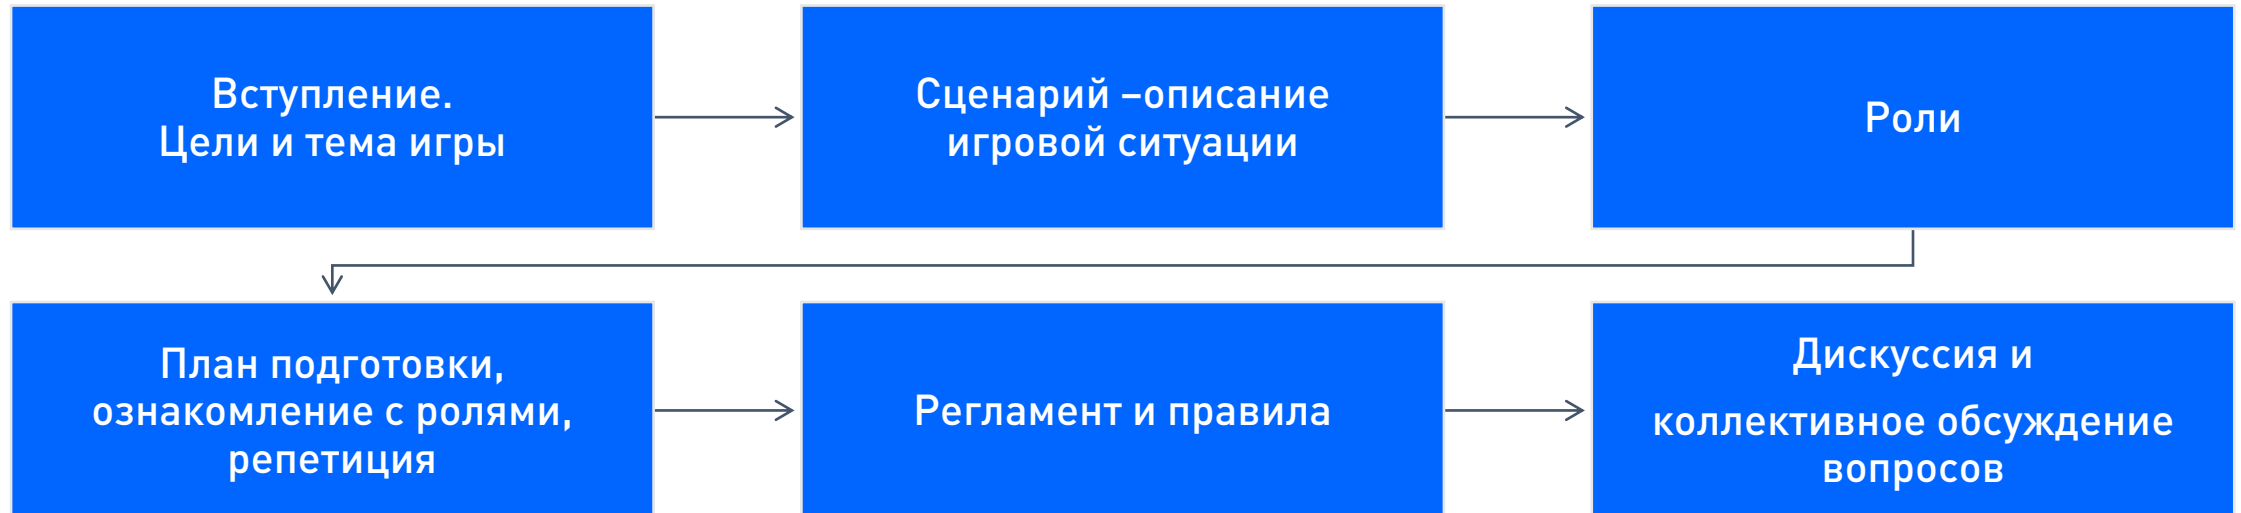 Вступление.
Цели и тема игры
Сценарий –описание
игровой ситуации
Роли
План подготовки,
ознакомление с ролями,
репетиция
Регламент и правила
Дискуссия и
коллективное обсуждение
вопросов